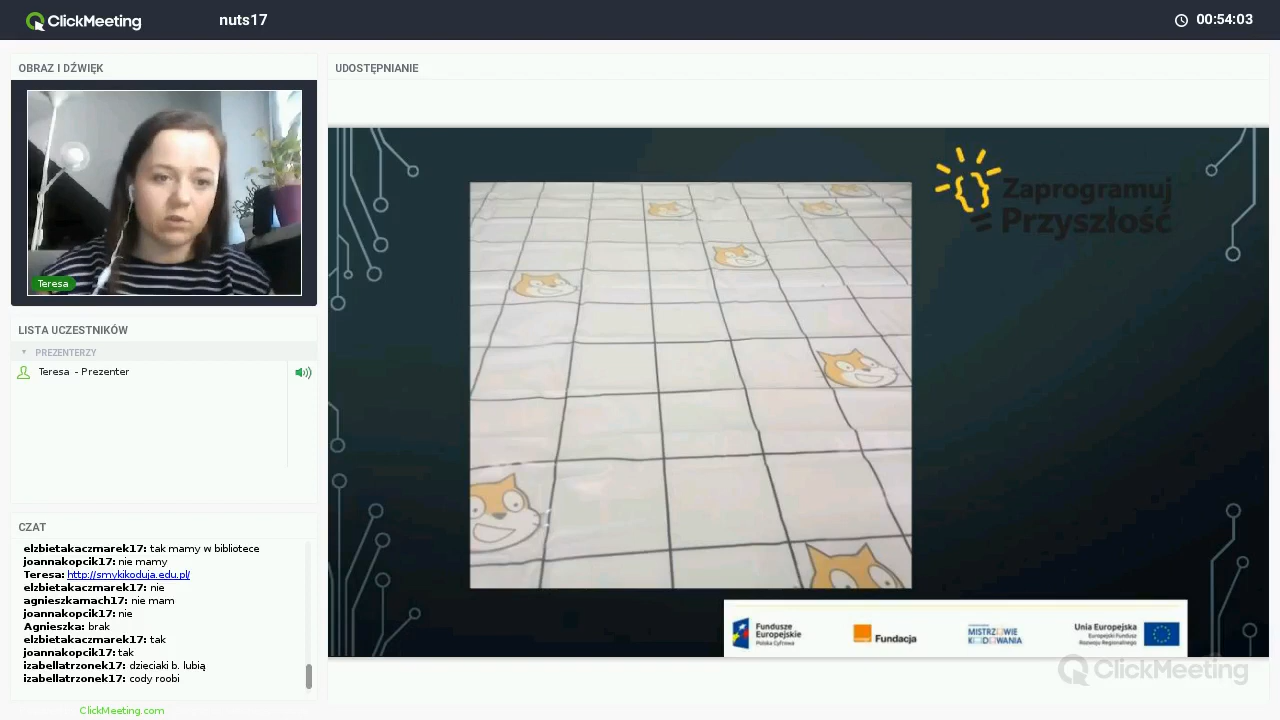 ClickMeeting
nuts17
00:54:03
OBRAZ I DŹWIĘK
UDOSTĘPNIANIE
Teresa
Zaprogramuj
Przyszłość
LISTA UCZESTNIKÓW
PREZENTERZY
Teresa - Prezenter
CZAT
elzbietakaczmarek17: tak mamy w bibliotece
joannakopcik17: nie mamy
Teresa: http://smykikoduja.edu.pl/
elzbietakaczmarek17: nie
agnieszkamach17: nie mam
joannakopcik17: nie
Agnieszka: brak
elzbietakaczmarek17: tak
joannakopcik17: tak
izabellatrzonek17: dzieciaki b. lubią
izabellatrzonek17: cody roobi
Fundusze
Europejskie
Polska Cyfrowa
Fundacja
MISTRZOWIE
KODOWANIA
Unia Europejska
Europejski Fundusz
Rozwoju Regionalnego
ClickMeeting
ClickMeeting.com